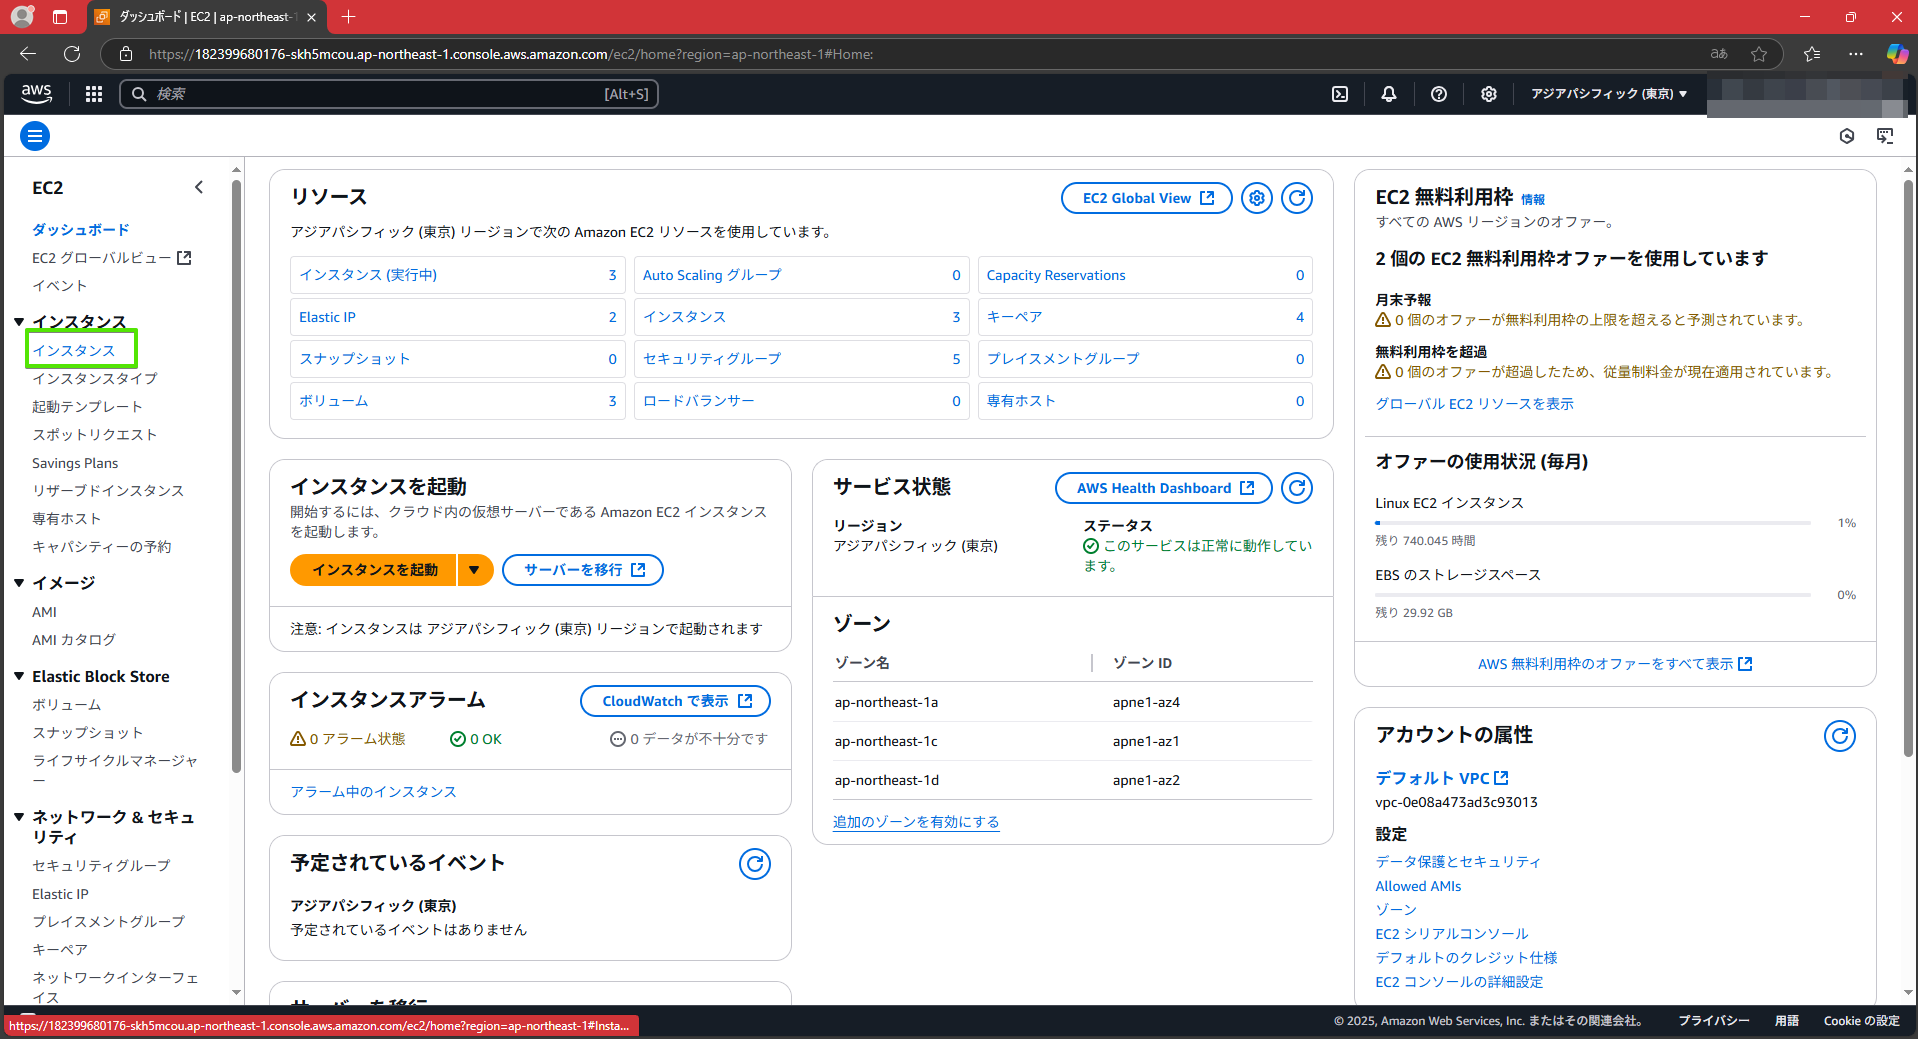 ダッシュボード | EC2 | ap-northeast-1
https://182399680176-skh5mcou.ap-northeast-1.console.aws.amazon.com/ec2/home?region=ap-northeast-1#Home:
aあ
aws
検索
[Alt+S]
アジアパシフィック (東京)
EC2
ダッシュボード
EC2 グローバルビュー
イベント
インスタンス
インスタンス
インスタンスタイプ
起動テンプレート
スポットリクエスト
Savings Plans
リザーブドインスタンス
専有ホスト
キャパシティーの予約
イメージ
AMI
AMI カタログ
Elastic Block Store
ボリューム
スナップショット
ライフサイクルマネージャ
ー
ネットワーク & セキュ
リティ
セキュリティグループ
Elastic IP
プレイスメントグループ
キーペア
ネットワークインターフェ
イス
リソース
EC2 Global View
アジアパシフィック (東京) リージョンで次の Amazon EC2 リソースを使用しています。
インスタンス (実行中) 3
Auto Scaling グループ 0
Capacity Reservations 0
Elastic IP 2
インスタンス 3
キーペア 4
スナップショット 0
セキュリティグループ 5
プレイスメントグループ 0
ボリューム 3
ロードバランサー 0
専有ホスト 0
インスタンスを起動
開始するには、クラウド内の仮想サーバーである Amazon EC2 インスタンス
を起動します。
インスタンスを起動
サーバーを移行
注意: インスタンスは アジアパシフィック (東京) リージョンで起動されます
インスタンスアラーム
CloudWatch で表示
0 アラーム状態
0 OK
0 データが不十分です
アラーム中のインスタンス
予定されているイベント
アジアパシフィック (東京)
予定されているイベントはありません
サーバーを移行
サービス状態
AWS Health Dashboard
リージョン
アジアパシフィック (東京)
ステータス
このサービスは正常に動作してい
ます。
ゾーン
ゾーン名 ゾーン ID
ap-northeast-1a apne1-az4
ap-northeast-1c apne1-az1
ap-northeast-1d apne1-az2
追加のゾーンを有効にする
EC2 無料利用枠 情報
すべての AWS リージョンのオファー。
2 個の EC2 無料利用枠オファーを使用しています
月末予報
0 個のオファーが無料利用枠の上限を超えると予測されています。
無料利用枠を超過
0 個のオファーが超過したため、従量制料金が現在適用されています。
グローバル EC2 リソースを表示
オファーの使用状況 (毎月)
Linux EC2 インスタンス
1%
残り 740.045 時間
EBS のストレージスペース
0%
残り 29.92 GB
AWS 無料利用枠のオファーをすべて表示
アカウントの属性
デフォルト VPC
vpc-0e08a473ad3c93013
設定
データ保護とセキュリティ
Allowed AMIs
ゾーン
EC2 シリアルコンソール
デフォルトのクレジット仕様
EC2 コンソールの詳細設定
https://182399680176-skh5mcou.ap-northeast-1.console.aws.amazon.com/ec2/home?region=ap-northeast-1#Insta...
© 2025, Amazon Web Services, Inc. またはその関連会社。
プライバシー
用語
Cookie の設定